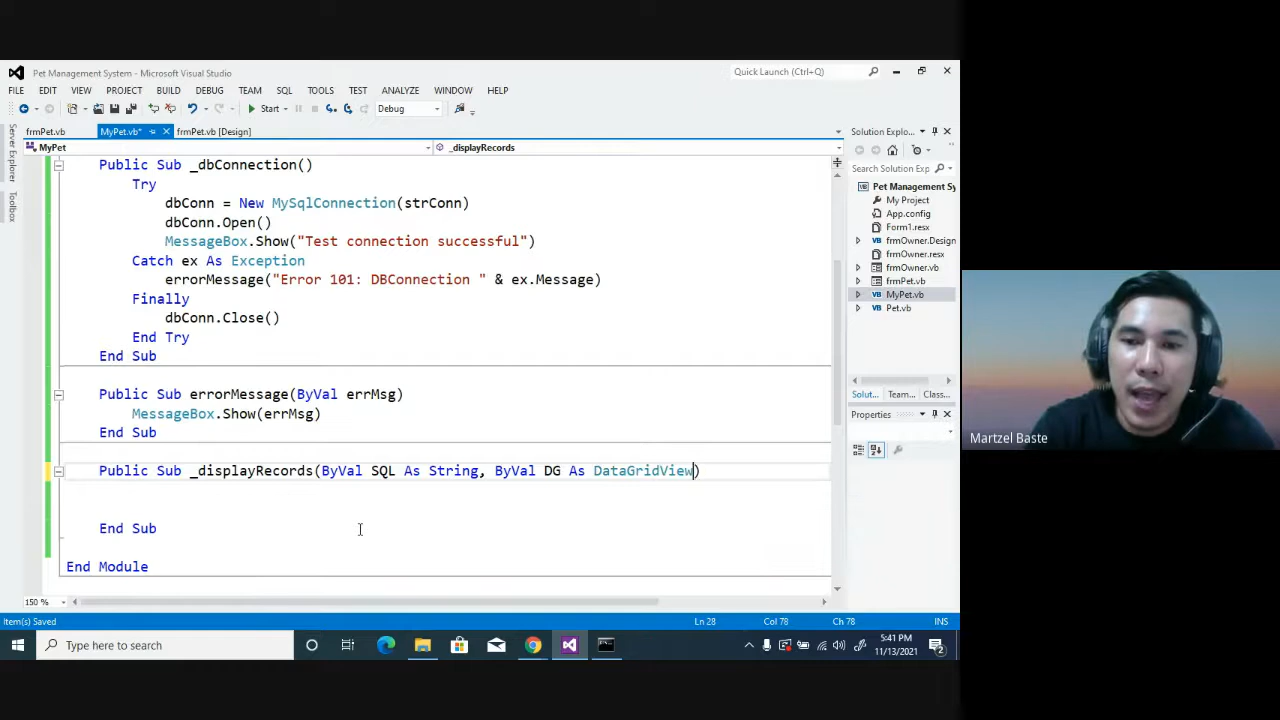 Pet Management System - Microsoft Visual Studio
Quick Launch (Ctrl+Q)
FILE EDIT VIEW PROJECT BUILD DEBUG TEAM SQL TOOLS TEST ANALYZE WINDOW HELP
Start Debug
frmPet.vb MyPet.vb* frmPet.vb [Design]
MyPet _displayRecords
Server Explorer
Toolbox
Public Sub _dbConnection()
Try
dbConn = New MySqlConnection(strConn)
dbConn.Open()
MessageBox.Show("Test connection successful")
Catch ex As Exception
errorMessage("Error 101: DBConnection " & ex.Message)
Finally
dbConn.Close()
End Try
End Sub
Public Sub errorMessage(ByVal errMsg)
MessageBox.Show(errMsg)
End Sub
Public Sub _displayRecords(ByVal SQL As String, ByVal DG As DataGridView)
End Sub
End Module
150 %
Solution Explo...
Search Solution Exp
Pet Management Sy
My Project
App.config
Form1.resx
frmOwner.Design
frmOwner.resx
frmOwner.vb
frmPet.vb
MyPet.vb
Pet.vb
Solut... Team... Class...
Properties
Item(s) Saved
Ln 28 Col 78 Ch 78 INS
Type here to search
5:41 PM
11/13/2021
2
Martzel Baste